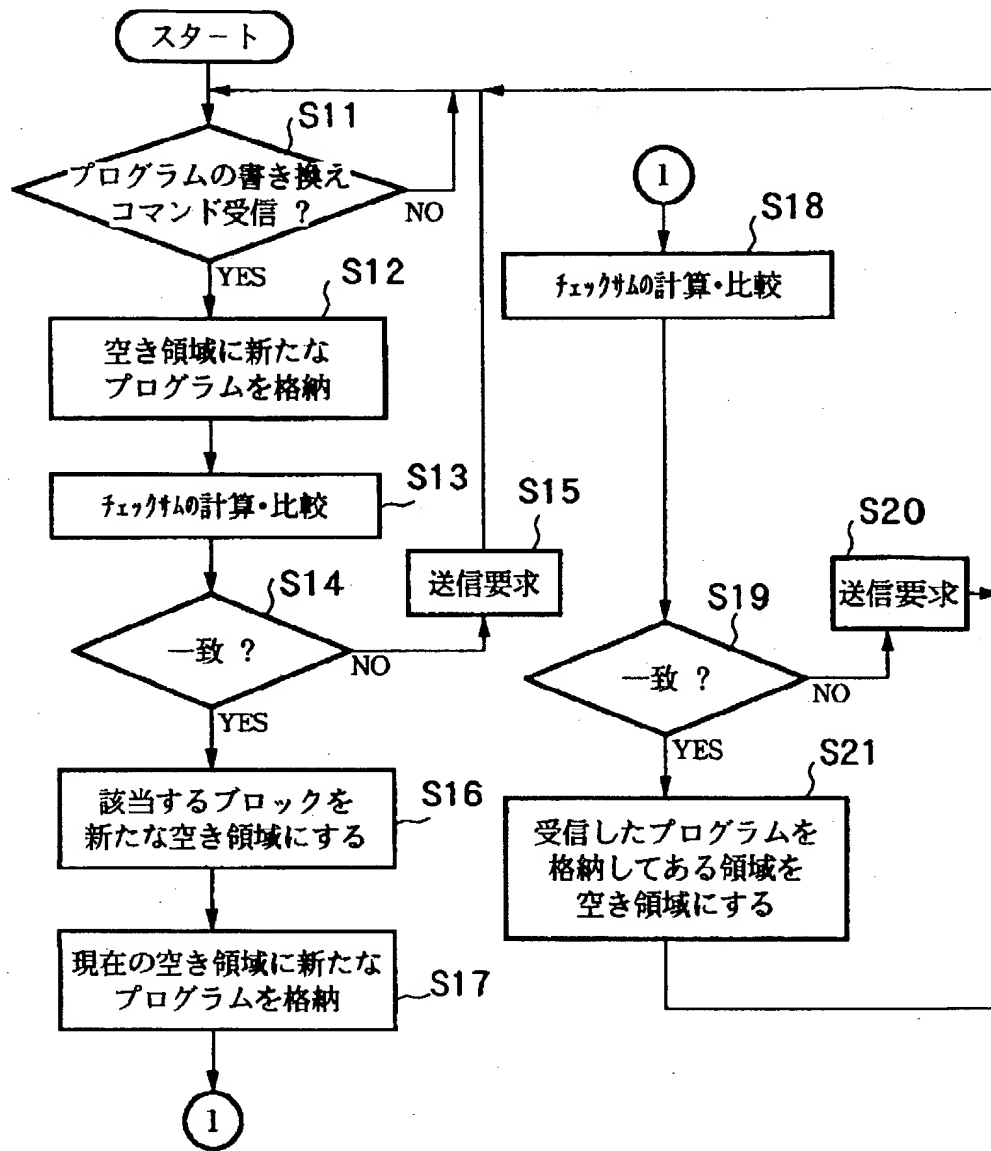 スタート
S11
プログラムの書き換え
コマンド受信 ?
NO
YES
S12
空き領域に新たな
プログラムを格納
S13
チェックサムの計算・比較
S14
一致 ?
NO
YES
S15
送信要求
S16
該当するブロックを
新たな空き領域にする
現在の空き領域に新たな
プログラムを格納
S17
1
1
S18
チェックサムの計算・比較
S19
一致 ?
NO
YES
S20
送信要求
S21
受信したプログラムを
格納してある領域を
空き領域にする